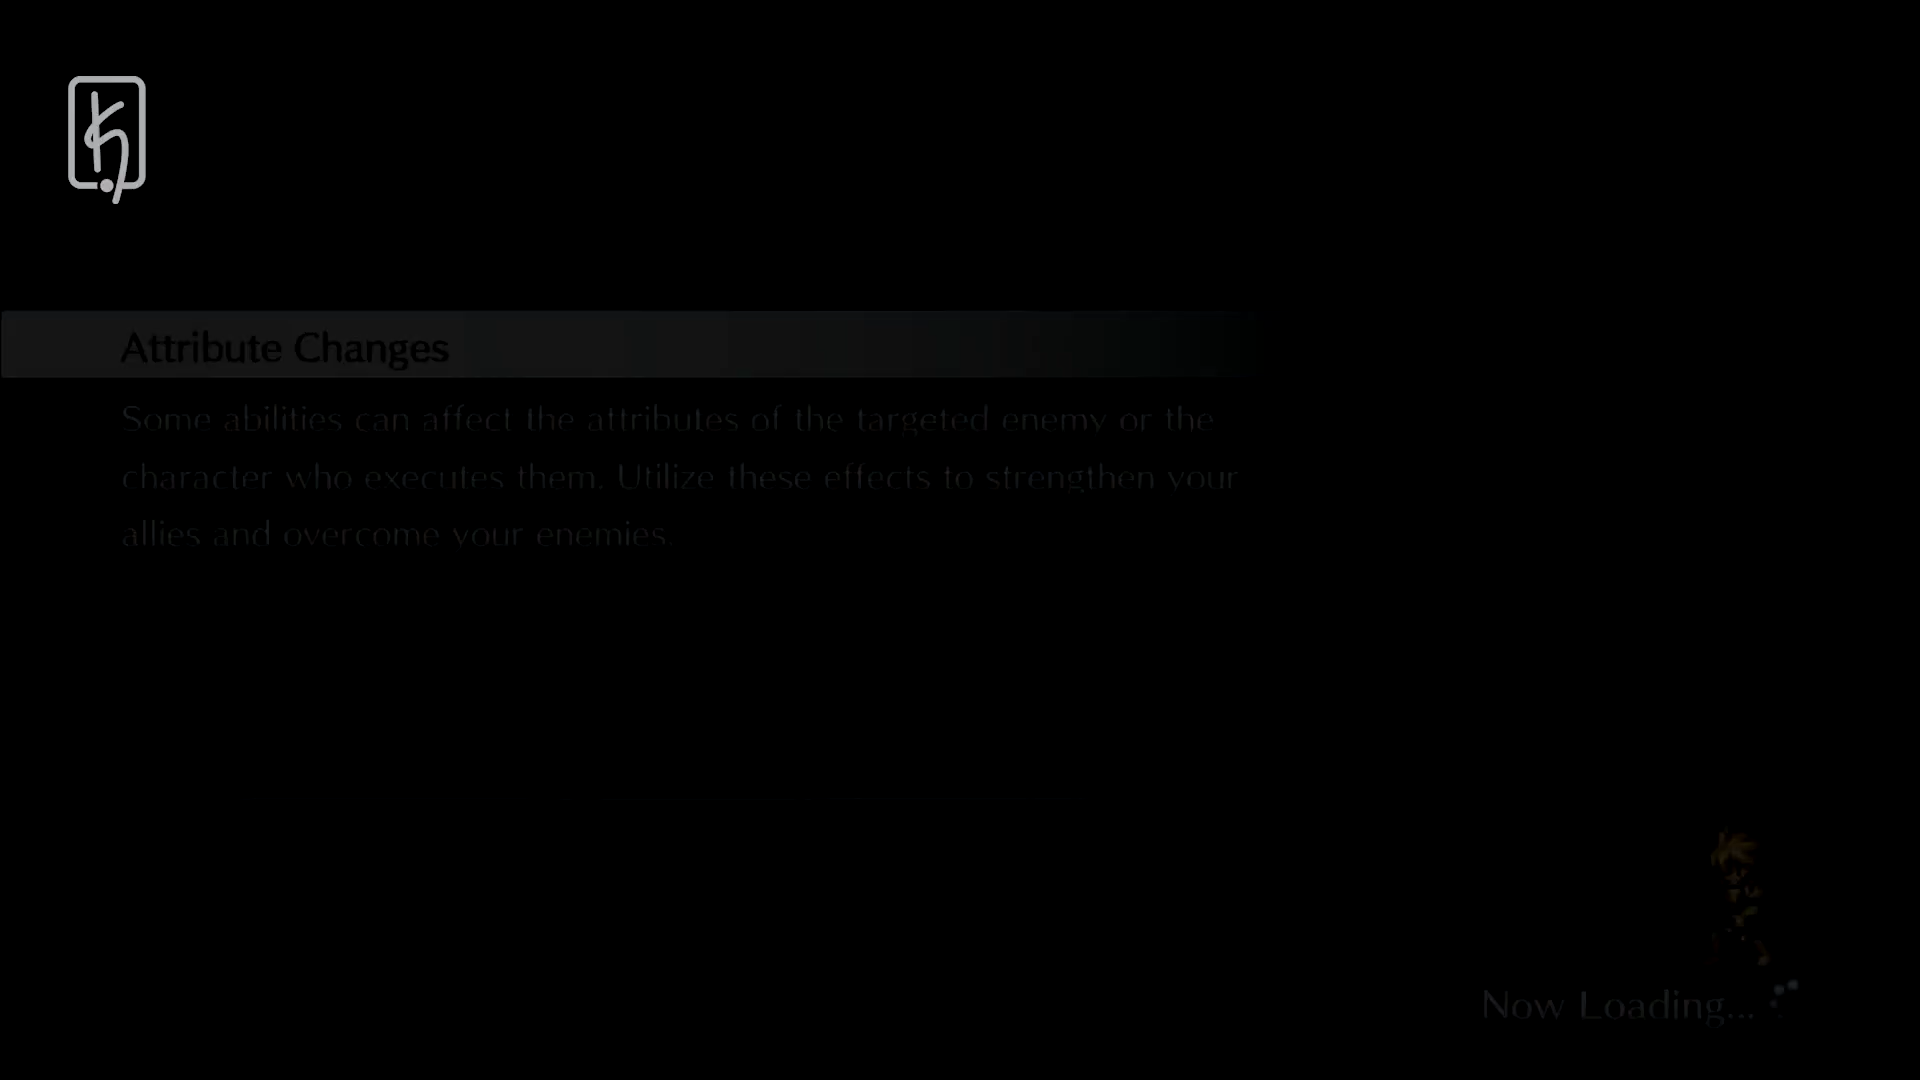 Attribute Changes
Some abilities can affect the attributes of the targeted enemy or the
character who executes them. Utilize these effects to strengthen your
allies and overcome your enemies.
Now Loading...